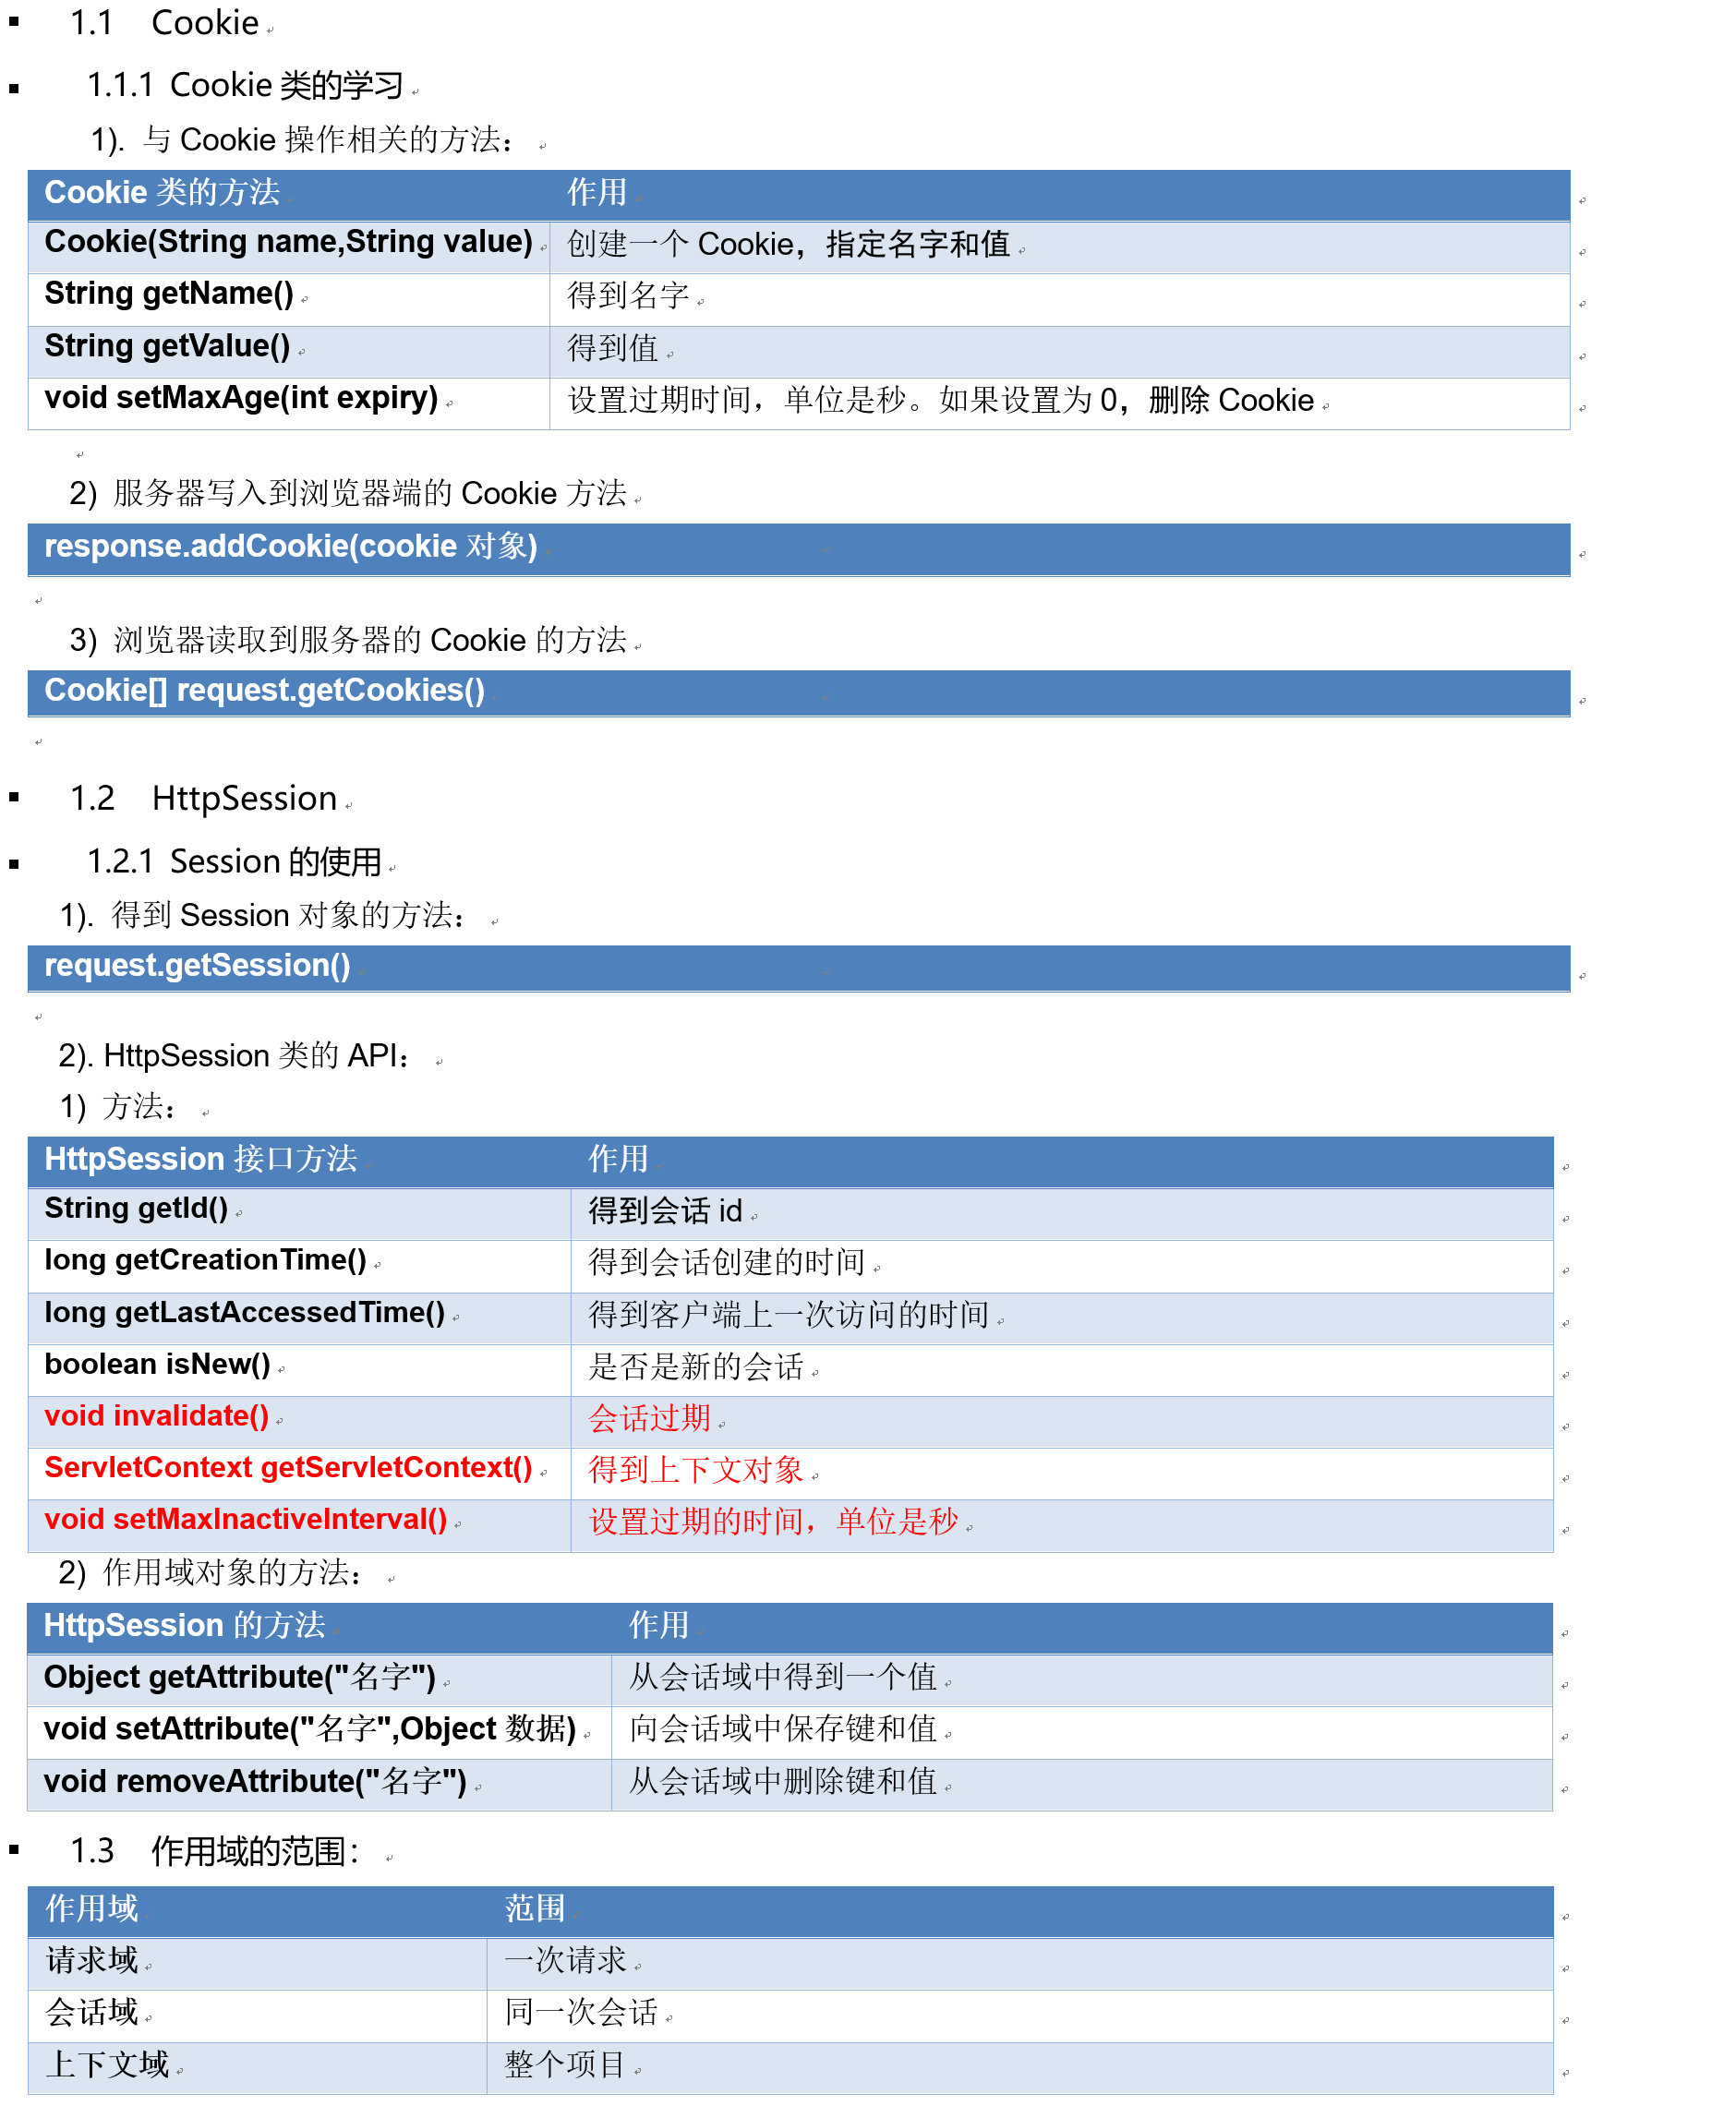 1.1 Cookie
1.1.1 Cookie 类的学习
1). 与 Cookie 操作相关的方法：
Cookie 类的方法 作用
Cookie(String name,String value) 创建一个 Cookie，指定名字和值
String getName() 得到名字
String getValue() 得到值
void setMaxAge(int expiry) 设置过期时间，单位是秒。如果设置为 0，删除 Cookie
2) 服务器写入到浏览器端的 Cookie 方法
response.addCookie(cookie 对象)
3) 浏览器读取到服务器的 Cookie 的方法
Cookie[] request.getCookies()
1.2 HttpSession
1.2.1 Session 的使用
1). 得到 Session 对象的方法：
request.getSession()
2). HttpSession 类的 API：
1) 方法：
HttpSession 接口方法 作用
String getId() 得到会话 id
long getCreationTime() 得到会话创建的时间
long getLastAccessedTime() 得到客户端上一次访问的时间
boolean isNew() 是否是新的会话
void invalidate() 会话过期
ServletContext getServletContext() 得到上下文对象
void setMaxInactiveInterval() 设置过期的时间，单位是秒
2) 作用域对象的方法：
HttpSession 的方法 作用
Object getAttribute("名字") 从会话域中得到一个值
void setAttribute("名字",Object 数据) 向会话域中保存键和值
void removeAttribute("名字") 从会话域中删除键和值
1.3 作用域的范围：
作用域 范围
请求域 一次请求
会话域 同一次会话
上下文域 整个项目